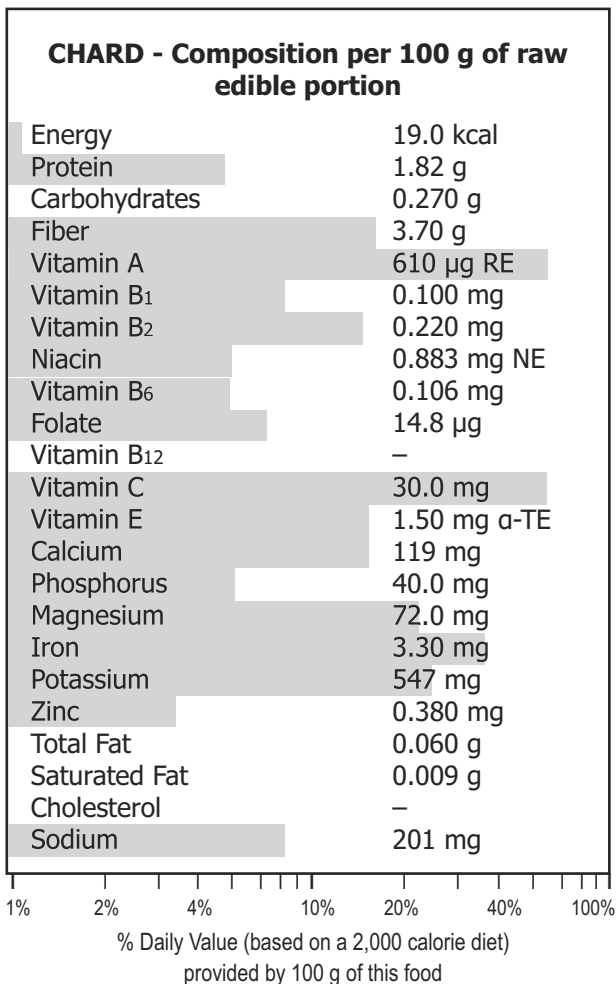 CHARD - Composition per 100 g of raw
edible portion
Energy 19.0 kcal
Protein 1.82 g
Carbohydrates 0.270 g
Fiber 3.70 g
Vitamin A 610 µg RE
Vitamin B1 0.100 mg
Vitamin B2 0.220 mg
Niacin 0.883 mg NE
Vitamin B6 0.106 mg
Folate 14.8 µg
Vitamin B12 –
Vitamin C 30.0 mg
Vitamin E 1.50 mg α-TE
Calcium 119 mg
Phosphorus 40.0 mg
Magnesium 72.0 mg
Iron 3.30 mg
Potassium 547 mg
Zinc 0.380 mg
Total Fat 0.060 g
Saturated Fat 0.009 g
Cholesterol –
Sodium 201 mg
1% 2% 4% 10% 20% 40% 100%
% Daily Value (based on a 2,000 calorie diet)
provided by 100 g of this food